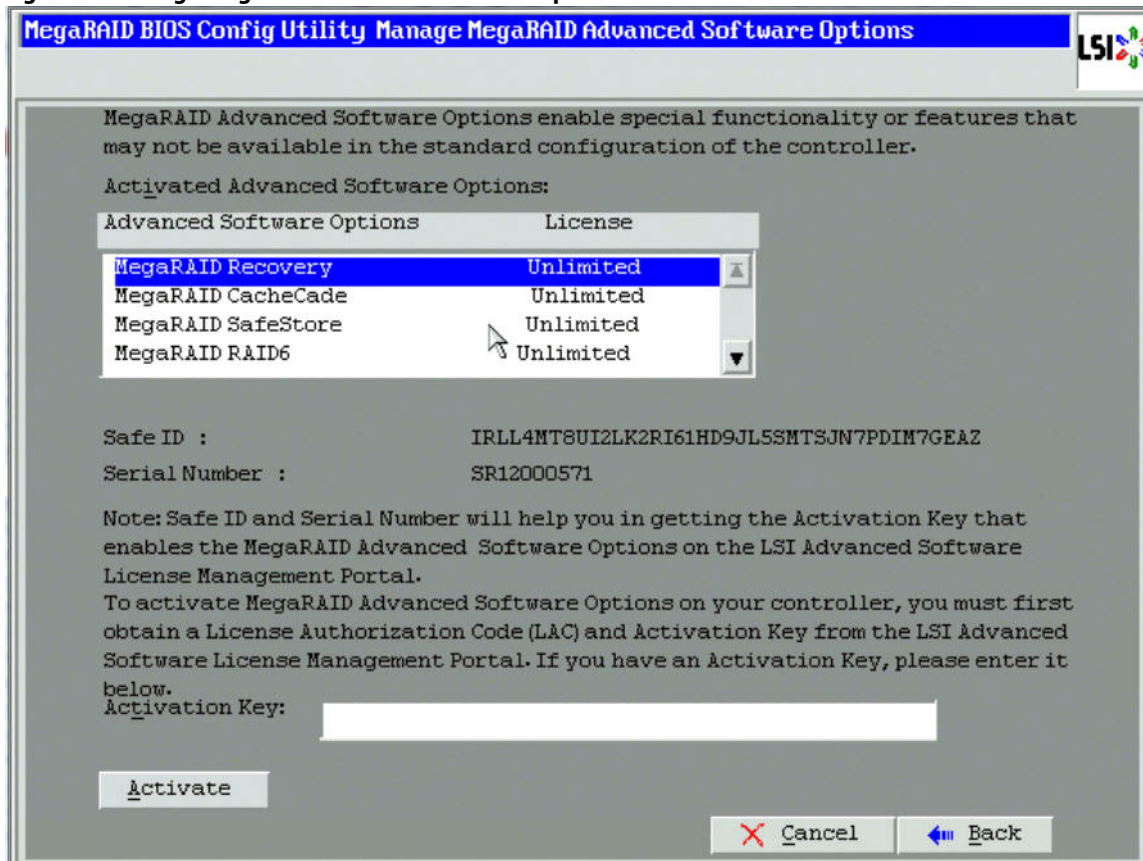 MegaRAID BIOS Config Utility Manage MegaRAID Advanced Software Options
LSI
MegaRAID Advanced Software Options enable special functionality or features that
may not be available in the standard configuration of the controller.
Activated Advanced Software Options:
Advanced Software Options License
MegaRAID Recovery Unlimited
MegaRAID CacheCade Unlimited
MegaRAID SafeStore Unlimited
MegaRAID RAID6 Unlimited
Safe ID : IRLL4MT8UI2LK2RI61HD9JL5SMTSJN7PDIM7GEAZ
Serial Number : SR12000571
Note: Safe ID and Serial Number will help you in getting the Activation Key that
enables the MegaRAID Advanced Software Options on the LSI Advanced Software
License Management Portal.
To activate MegaRAID Advanced Software Options on your controller, you must first
obtain a License Authorization Code (LAC) and Activation Key from the LSI Advanced
Software License Management Portal. If you have an Activation Key, please enter it
below.
Activation Key:
Activate
Cancel Back